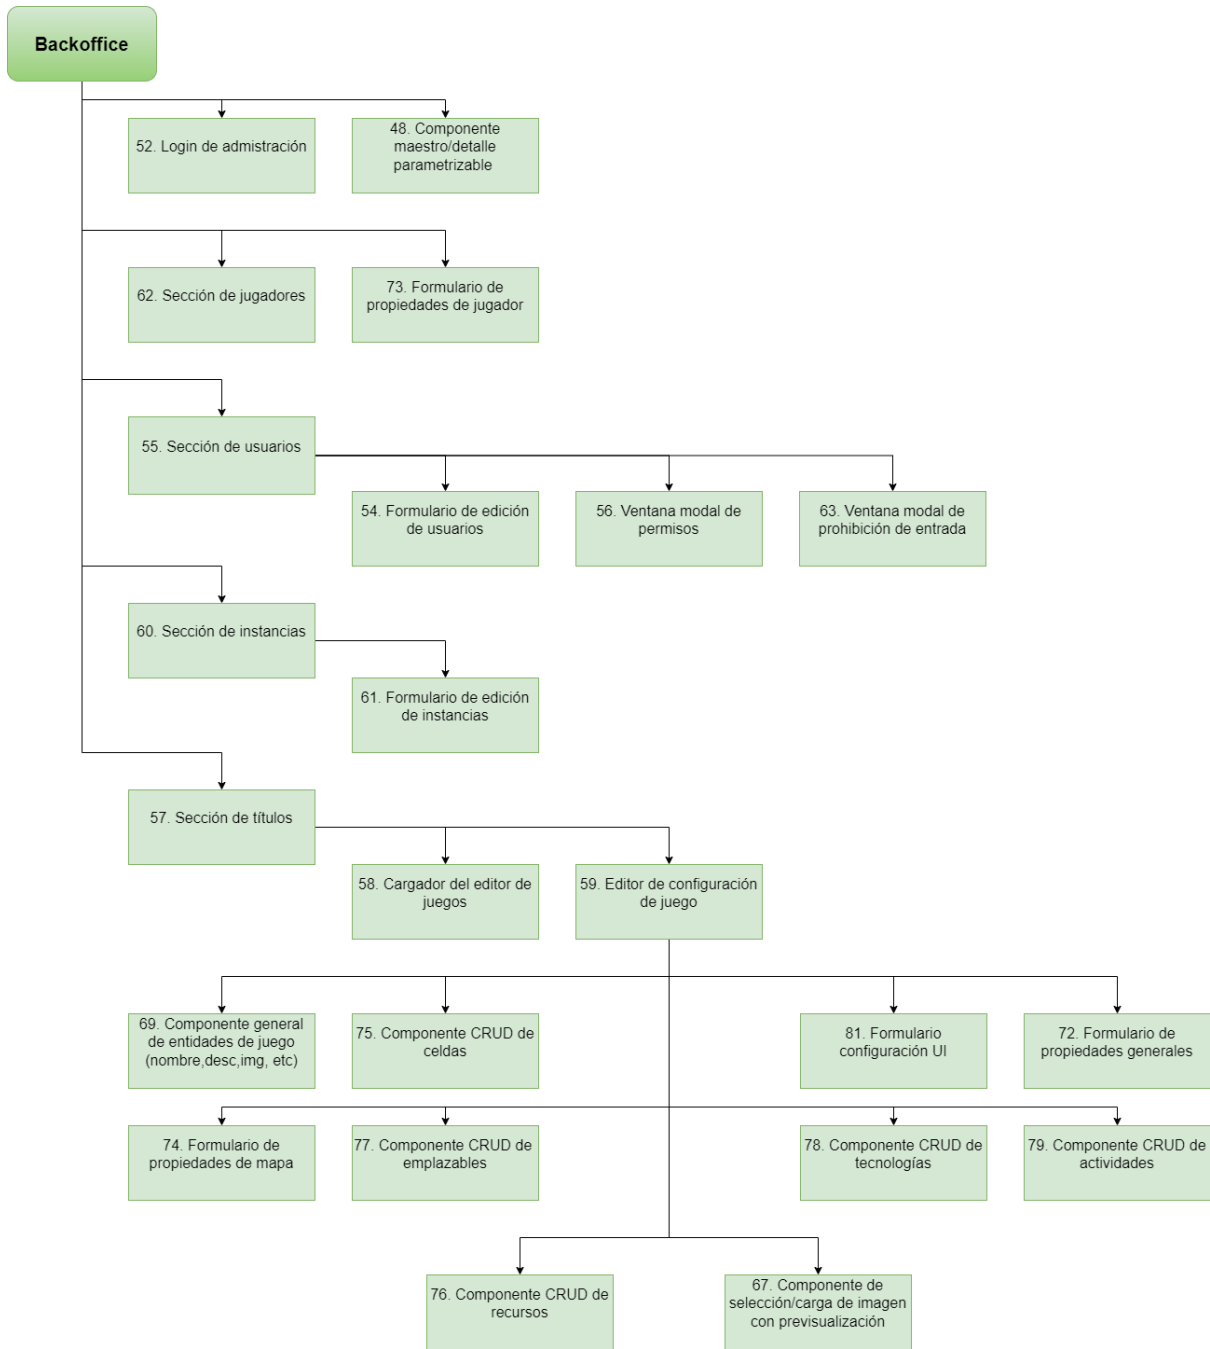 Backoffice
52. Login de admistración
48. Componente
maestro/detalle
parametrizable
62. Sección de jugadores
73. Formulario de
propiedades de jugador
55. Sección de usuarios
54. Formulario de edición
de usuarios
56. Ventana modal de
permisos
63. Ventana modal de
prohibición de entrada
60. Sección de instancias
61. Formulario de edición
de instancias
57. Sección de títulos
58. Cargador del editor de
juegos
59. Editor de configuración
de juego
69. Componente general
de entidades de juego
(nombre,desc,img, etc)
75. Componente CRUD de
celdas
81. Formulario
configuración UI
72. Formulario de
propiedades generales
74. Formulario de
propiedades de mapa
77. Componente CRUD de
emplazables
78. Componente CRUD de
tecnologías
79. Componente CRUD de
actividades
76. Componente CRUD de
recursos
67. Componente de
selección/carga de imagen
con previsualización